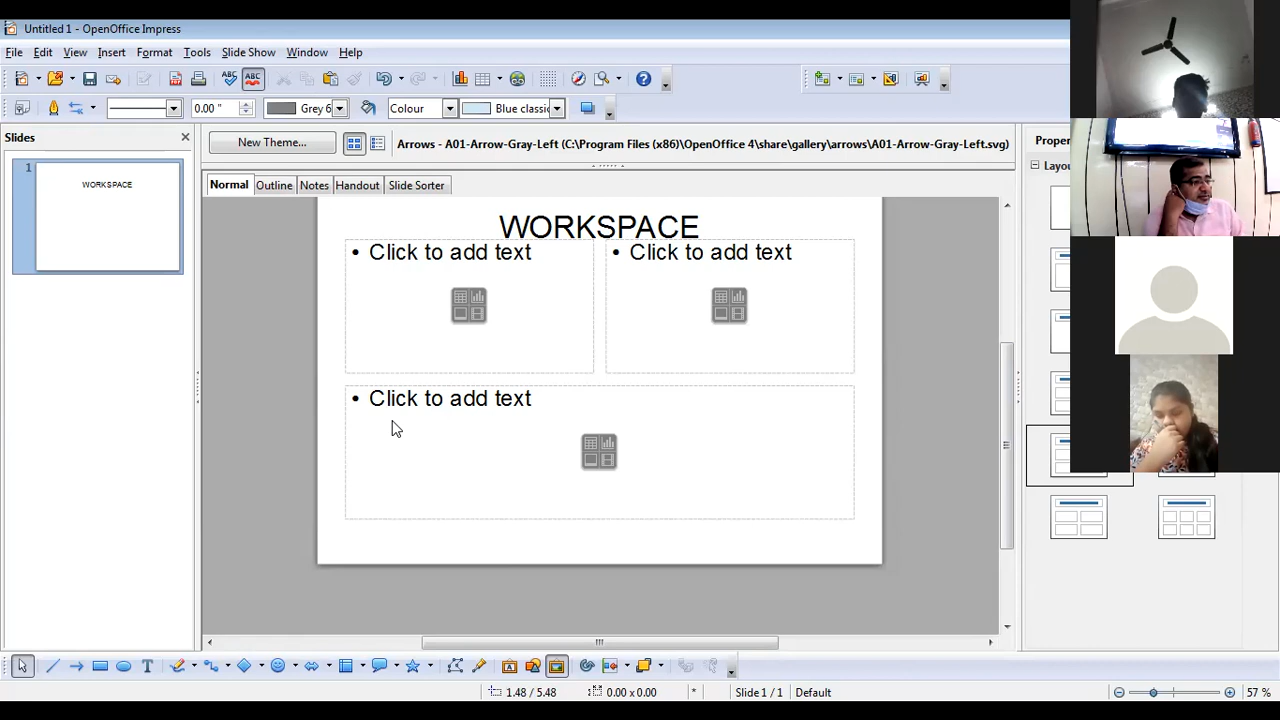 Untitled 1 - OpenOffice Impress
File Edit View Insert Format Tools Slide Show Window Help
0.00 " Grey 6 Colour Blue classic
Slides
New Theme... Arrows - A01-Arrow-Gray-Left (C:\Program Files (x86)\OpenOffice 4\share\gallery\arrows\A01-Arrow-Gray-Left.svg)
Normal Outline Notes Handout Slide Sorter
Proper
Layou
1
WORKSPACE
WORKSPACE
• Click to add text
• Click to add text
• Click to add text
1.48 / 5.48 0.00 x 0.00 * Slide 1 / 1 Default 57 %